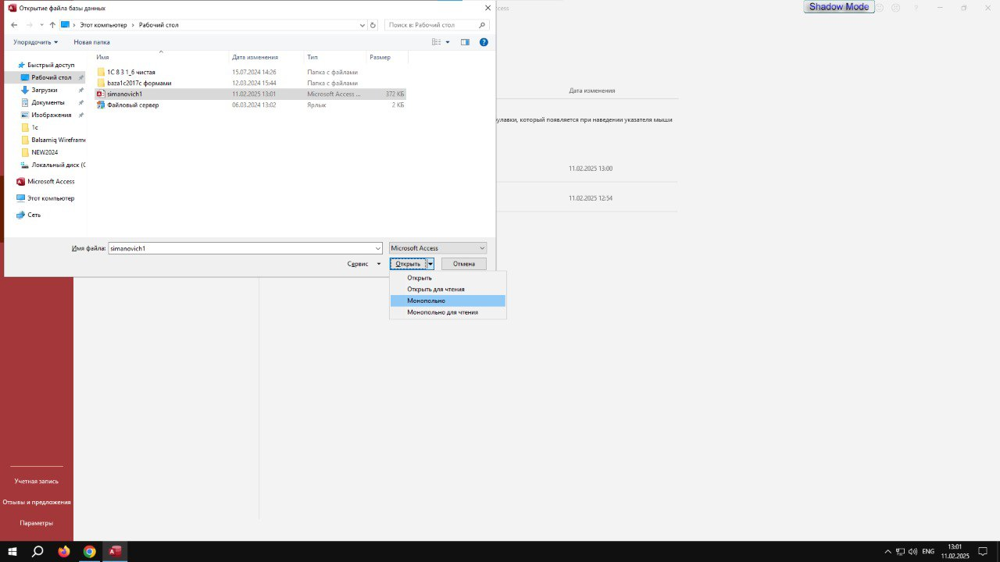 Открытие файла базы данных
ccess
Shadow Mode
Этот компьютер › Рабочий стол
Поиск в: Рабочий стол
Упорядочить
Новая папка
Имя
Дата изменения
Тип
Размер
Быстрый доступ
Рабочий стол
Загрузки
Документы
Изображения
1c
Balsamiq Wireframe
NEW2024
Локальный диск (С
Microsoft Access
Этот компьютер
Сеть
1С 8 3 1_6 чистая
15.07.2024 14:26
Папка с файлами
baza1c2017с формами
12.03.2024 15:44
Папка с файлами
simanovich1
11.02.2025 13:01
Microsoft Access ...
372 КБ
Файловый сервер
06.03.2024 13:02
Ярлык
2 КБ
Дата изменения
булавки, который появляется при наведении указателя мыши
11.02.2025 13:00
11.02.2025 12:54
Имя файла:
simanovich1
Microsoft Access
Сервис
Открыть
Отмена
Открыть
Открыть для чтения
Монопольно
Монопольно для чтения
Учетная запись
Отзывы и предложения
Параметры
ENG
13:01
11.02.2025